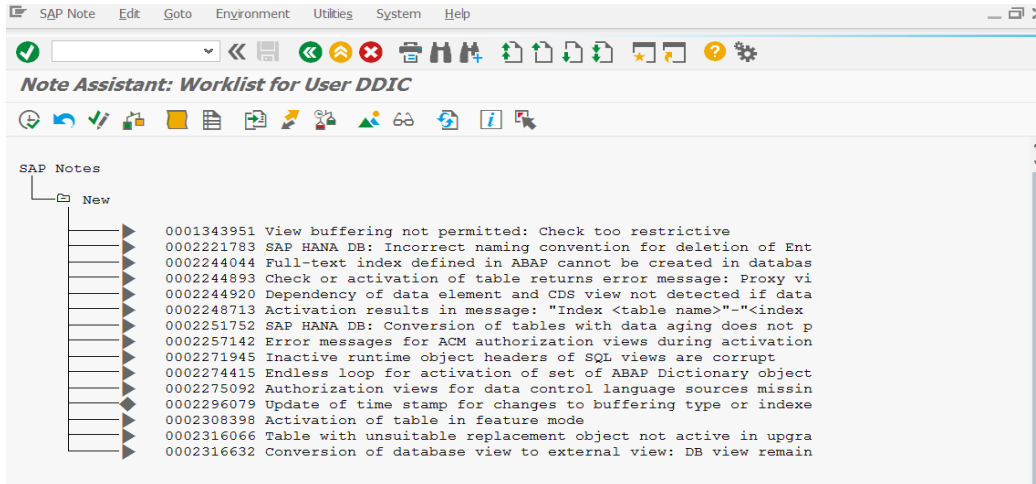 SAP Note Edit Goto Environment Utilities System Help
Note Assistant: Worklist for User DDIC
SAP Notes
New
0001343951 View buffering not permitted: Check too restrictive
0002221783 SAP HANA DB: Incorrect naming convention for deletion of Ent
0002244044 Full-text index defined in ABAP cannot be created in databas
0002244893 Check or activation of table returns error message: Proxy vi
0002244920 Dependency of data element and CDS view not detected if data
0002248713 Activation results in message: "Index <table name>"-"<index
0002251752 SAP HANA DB: Conversion of tables with data aging does not p
0002257142 Error messages for ACM authorization views during activation
0002271945 Inactive runtime object headers of SQL views are corrupt
0002274415 Endless loop for activation of set of ABAP Dictionary object
0002275092 Authorization views for data control language sources missin
0002296079 Update of time stamp for changes to buffering type or indexe
0002308398 Activation of table in feature mode
0002316066 Table with unsuitable replacement object not active in upgra
0002316632 Conversion of database view to external view: DB view remain